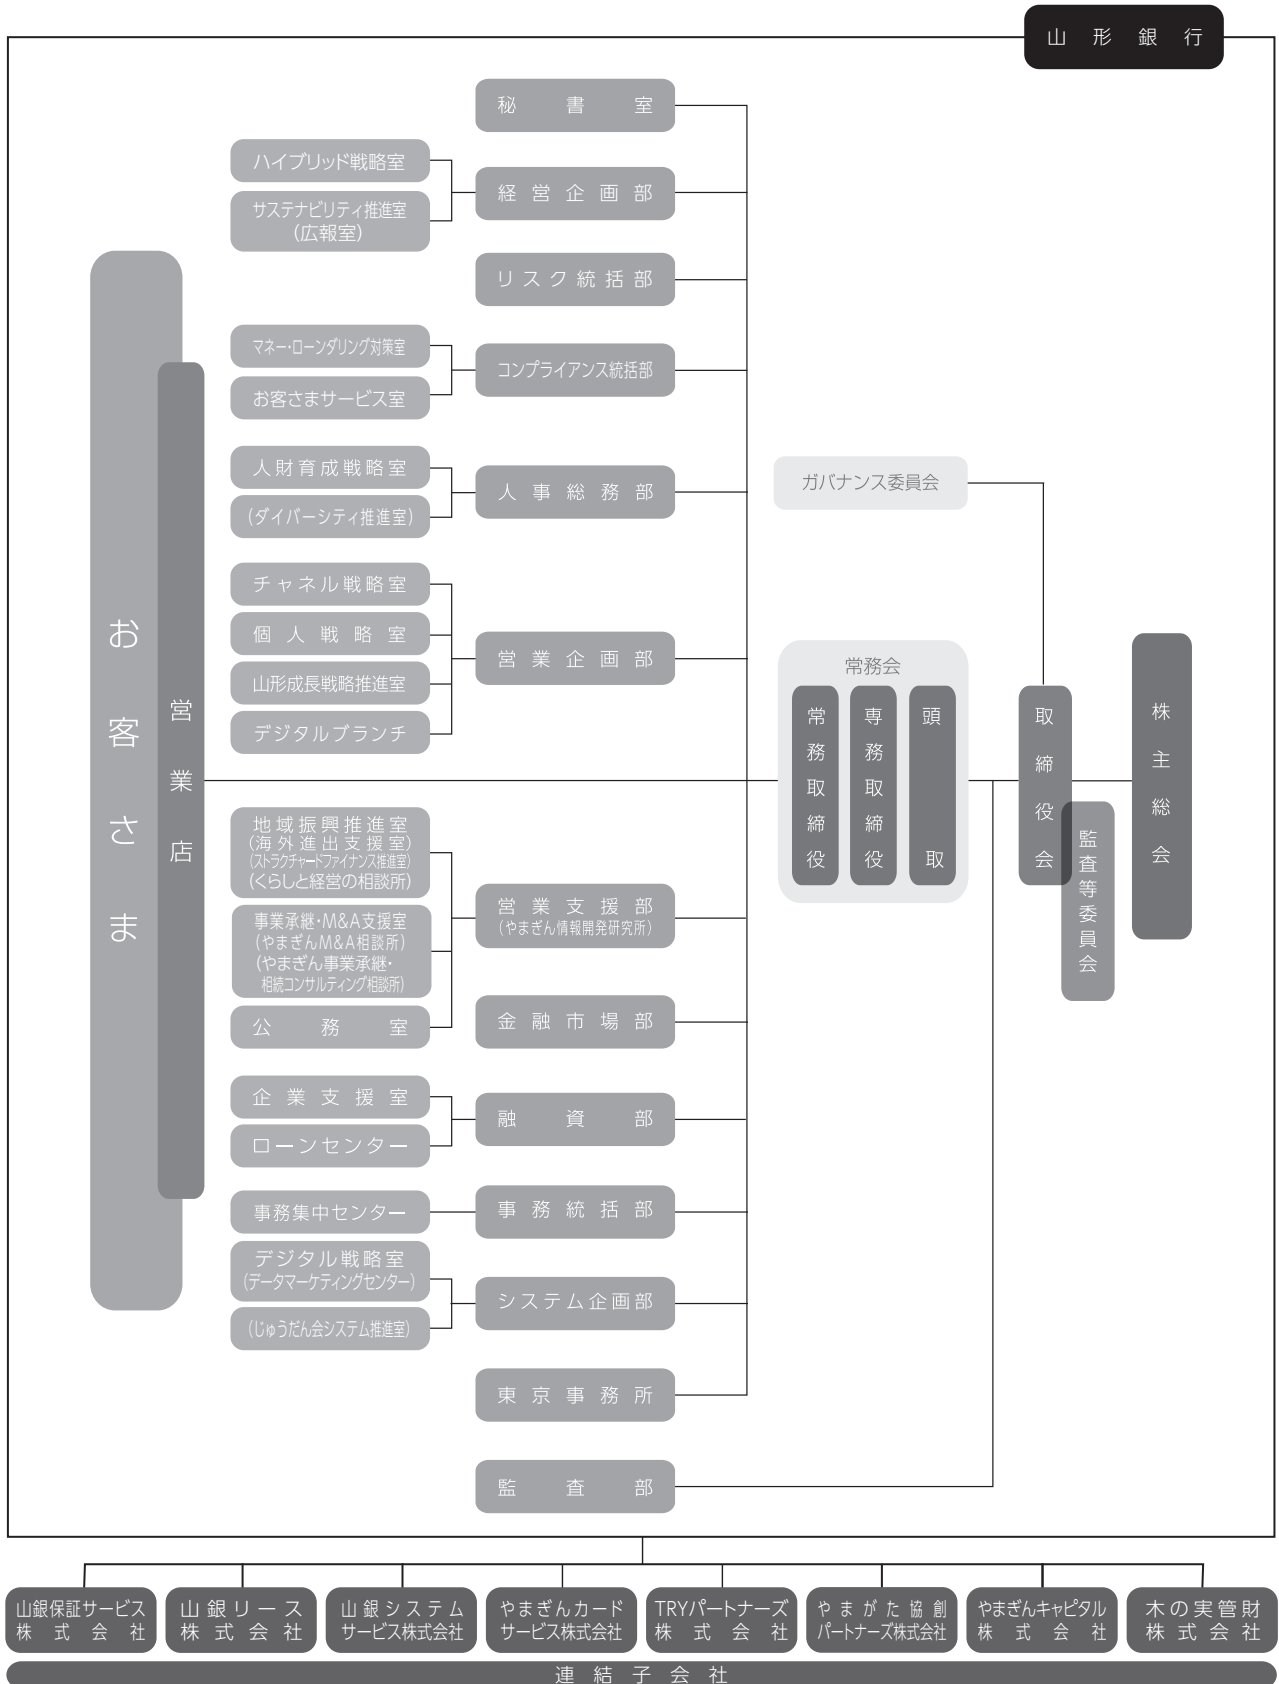 山形銀行
秘書室
ハイブリッド戦略室
経営企画部
サステナビリティ推進室
(広報室)
リスク統括部
マネー・ローンダリング対策室
コンプライアンス統括部
お客さまサービス室
人財育成戦略室
人事総務部
(ダイバーシティ推進室)
ガバナンス委員会
チャネル戦略室
個人戦略室
営業企画部
山形成長戦略推進室
デジタルブランチ
お客さま
営業店
常務会
常務取締役
専務取締役
頭取
取締役会
監査等委員会
株主総会
地域振興推進室
(海外進出支援室)
(ストラクチャードファイナンス推進室)
(くらしと経営の相談所)
営業支援部
(やまぎん情報開発研究所)
事業承継・M&A支援室
(やまぎんM&A相談所)
(やまぎん事業承継・
相続コンサルティング相談所)
公務室
金融市場部
企業支援室
融資部
ローンセンター
事務集中センター
事務統括部
デジタル戦略室
(データマーケティングセンター)
システム企画部
(じゅうだん会システム推進室)
東京事務所
監査部
山銀保証サービス
株式会社
山銀リース
株式会社
山銀システム
サービス株式会社
やまぎんカード
サービス株式会社
TRYパートナーズ
株式会社
やまがた協創
パートナーズ株式会社
やまぎんキャピタル
株式会社
木の実管財
株式会社
連結子会社